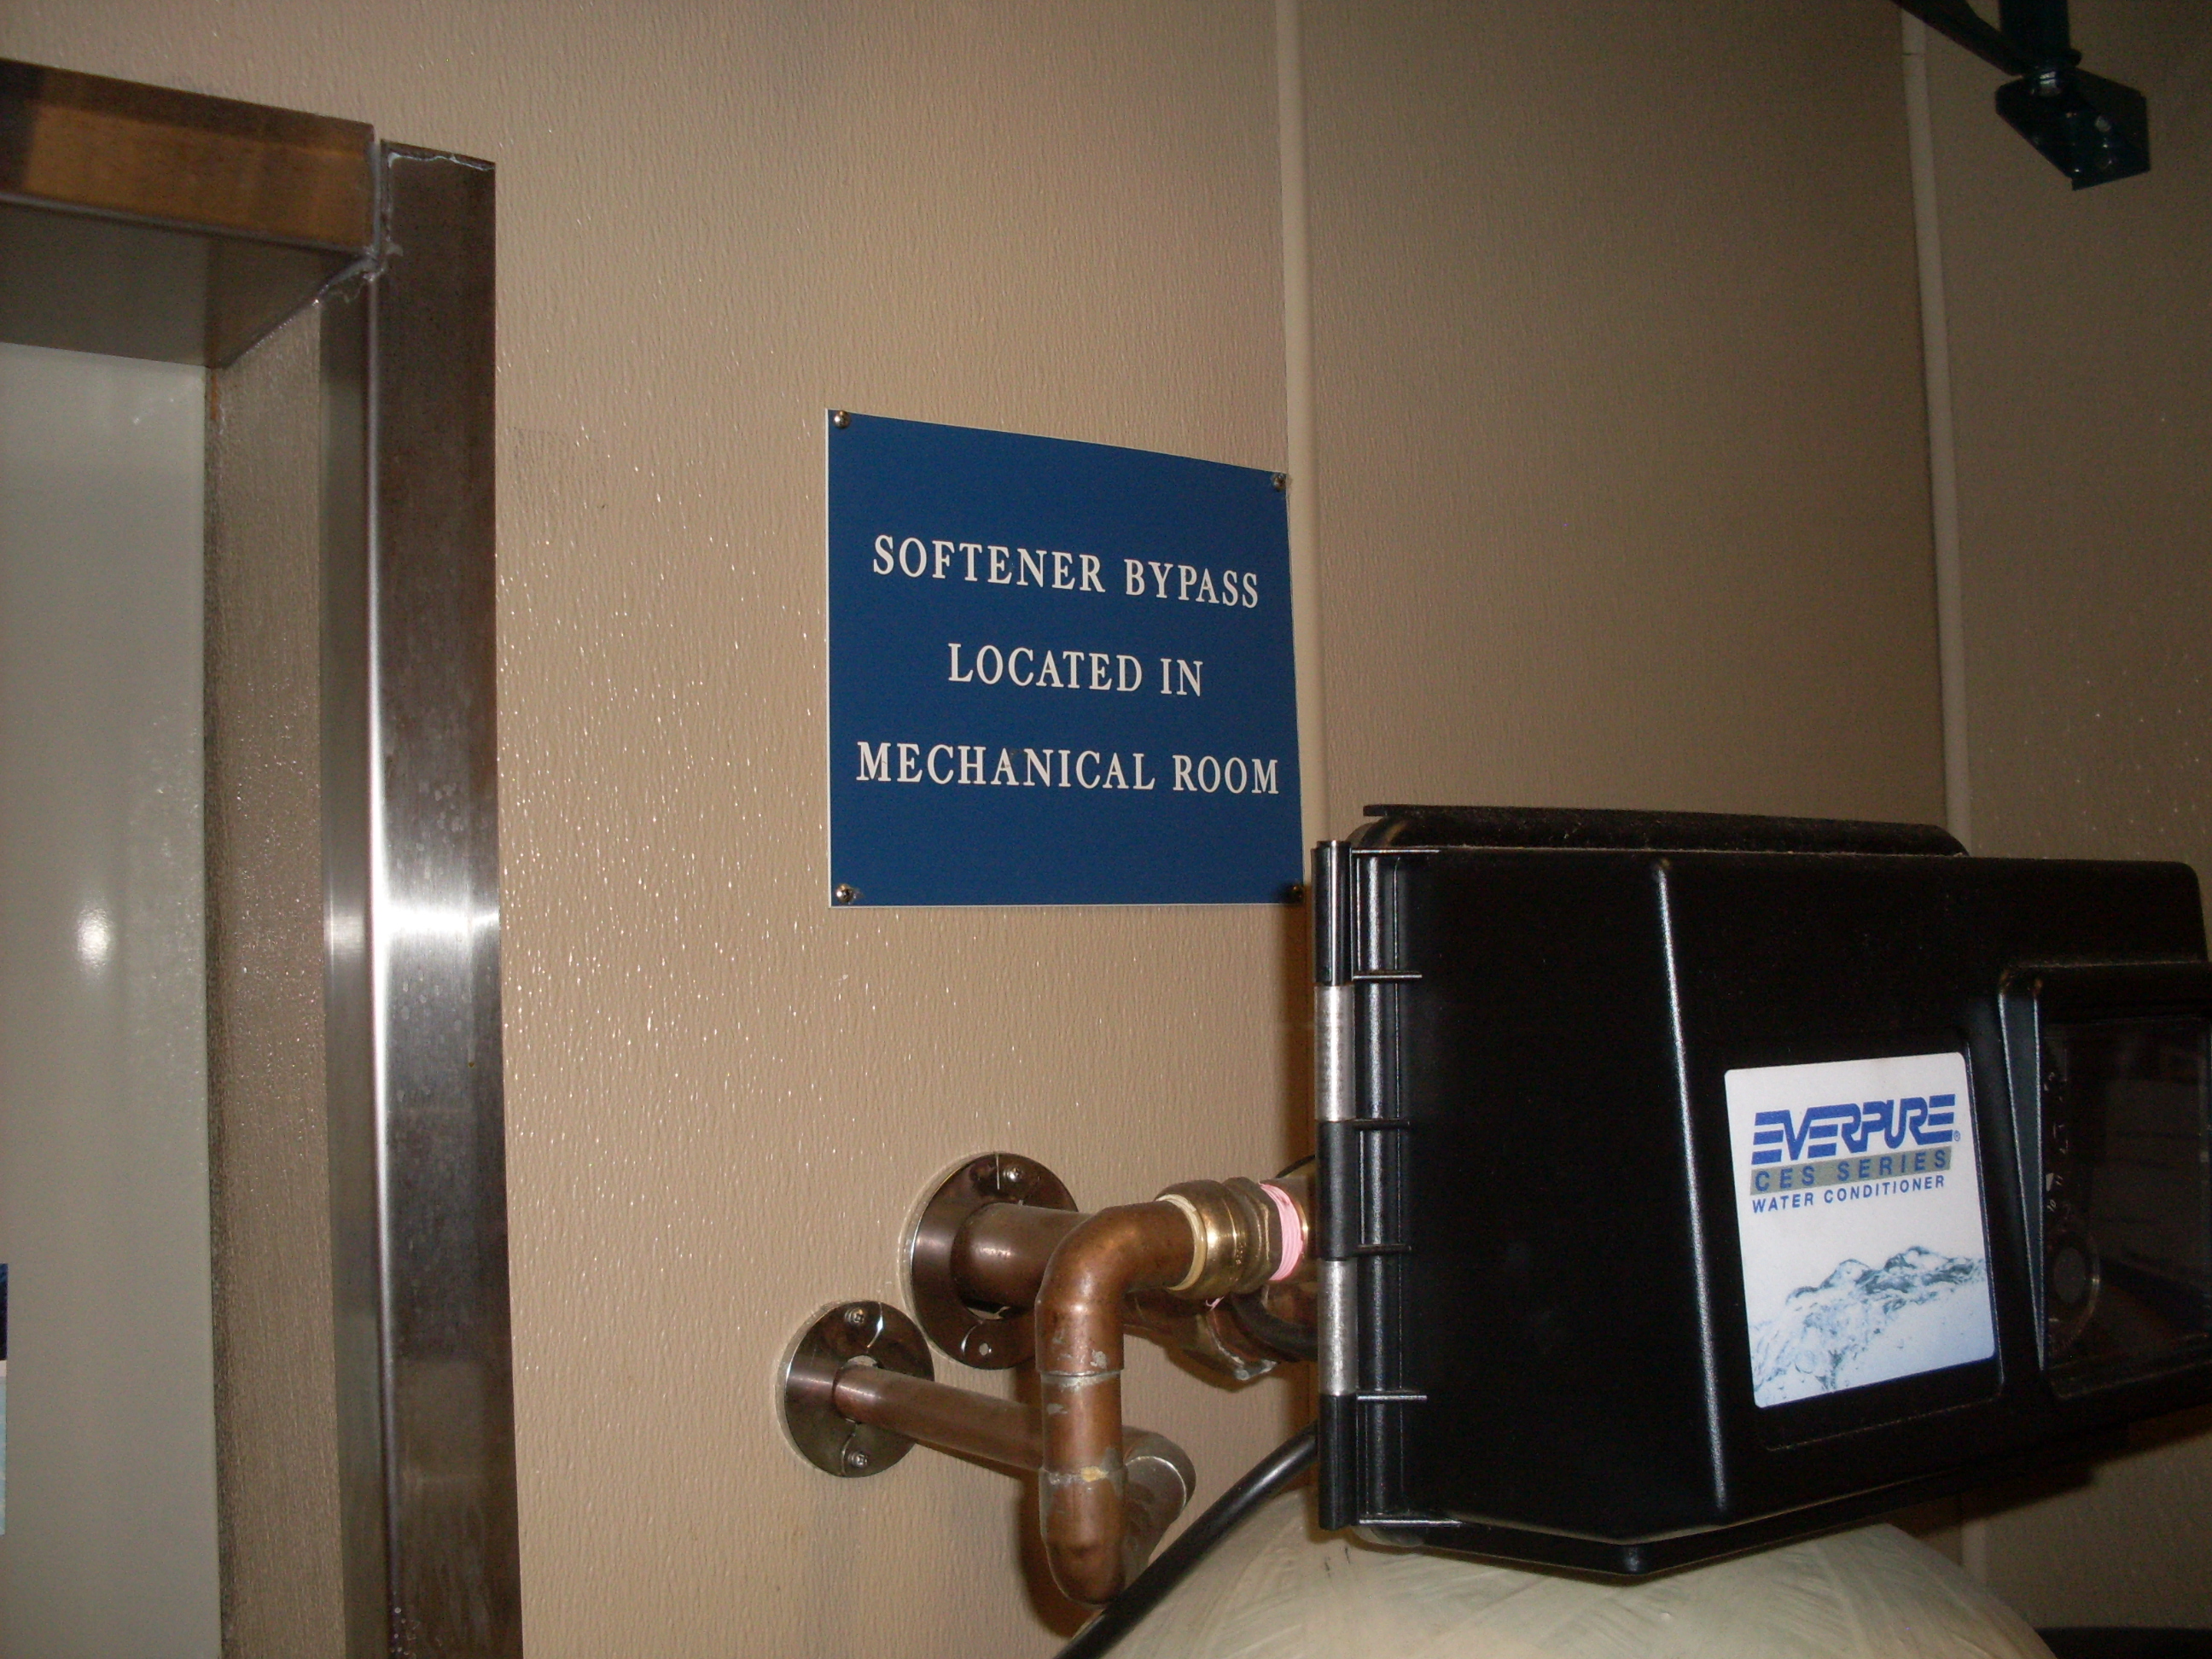 SOFTENER BYPASS
LOCATED IN
MECHANICAL ROOM
EVERPURE®
CES SERIES
WATER CONDITIONER